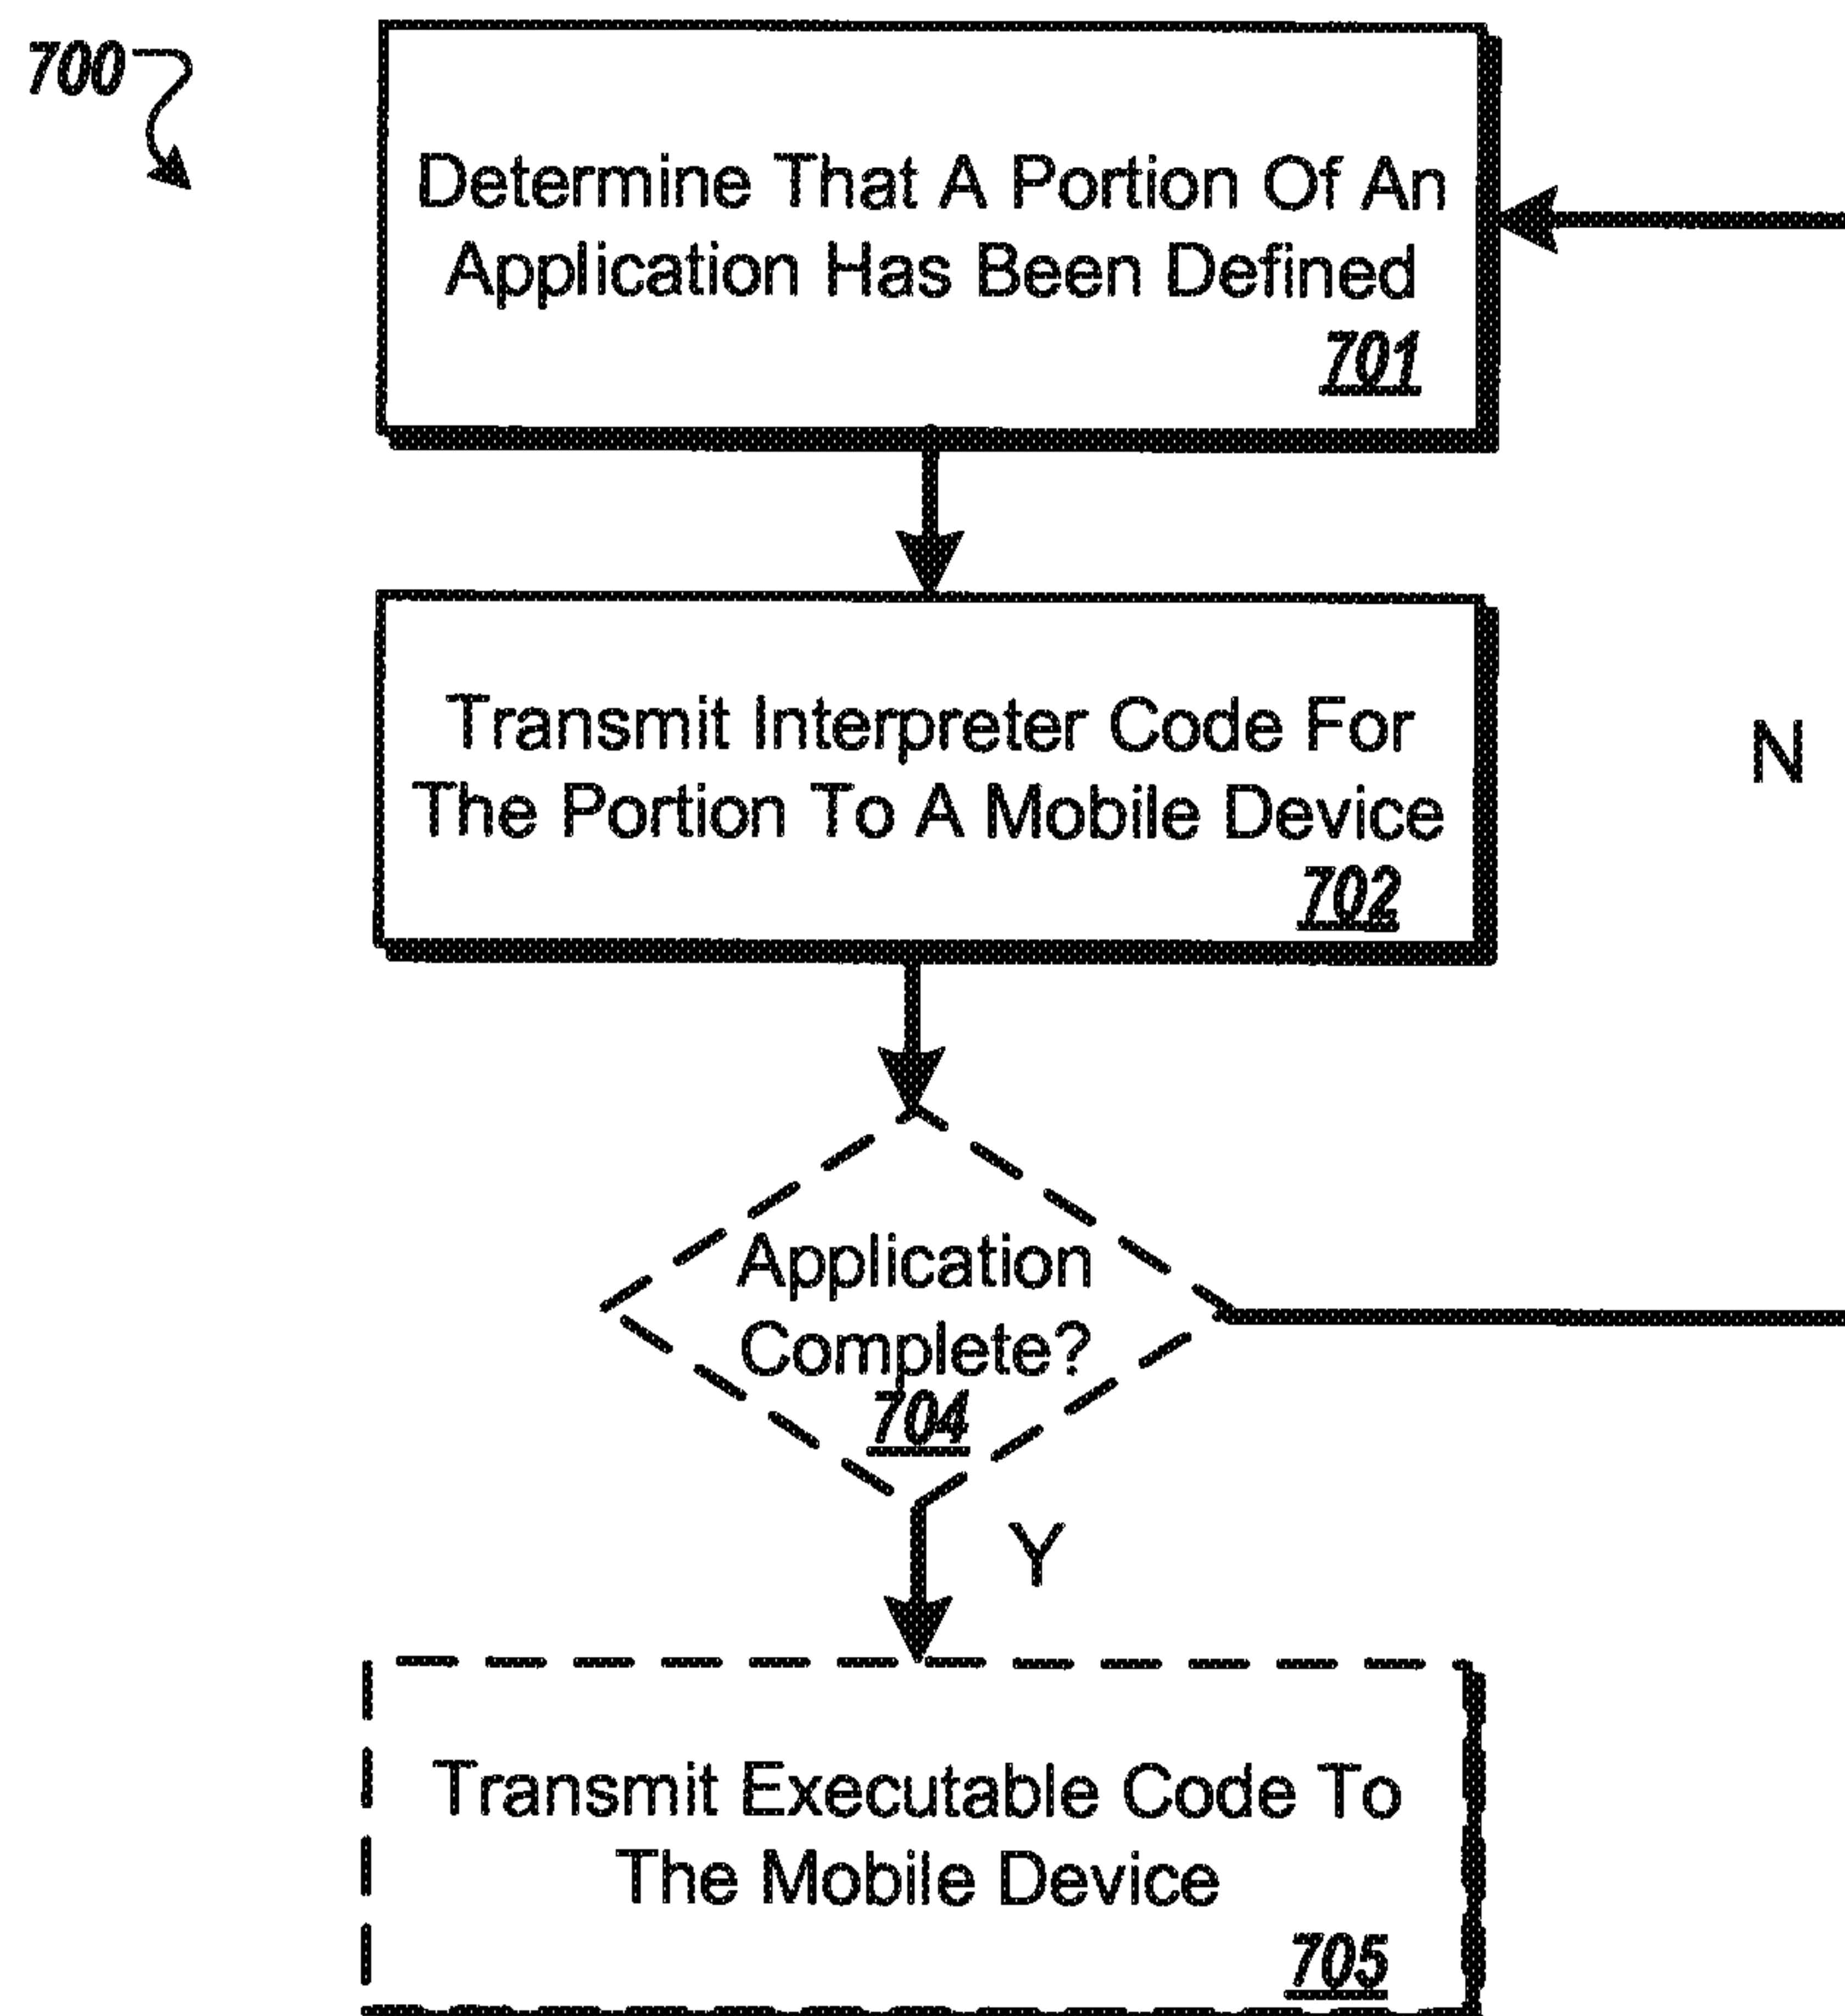 700
Determine That A Portion Of An
Application Has Been Defined
701
Transmit Interpreter Code For
The Portion To A Mobile Device
702
N
Application
Complete?
704
Y
Transmit Executable Code To
The Mobile Device
705